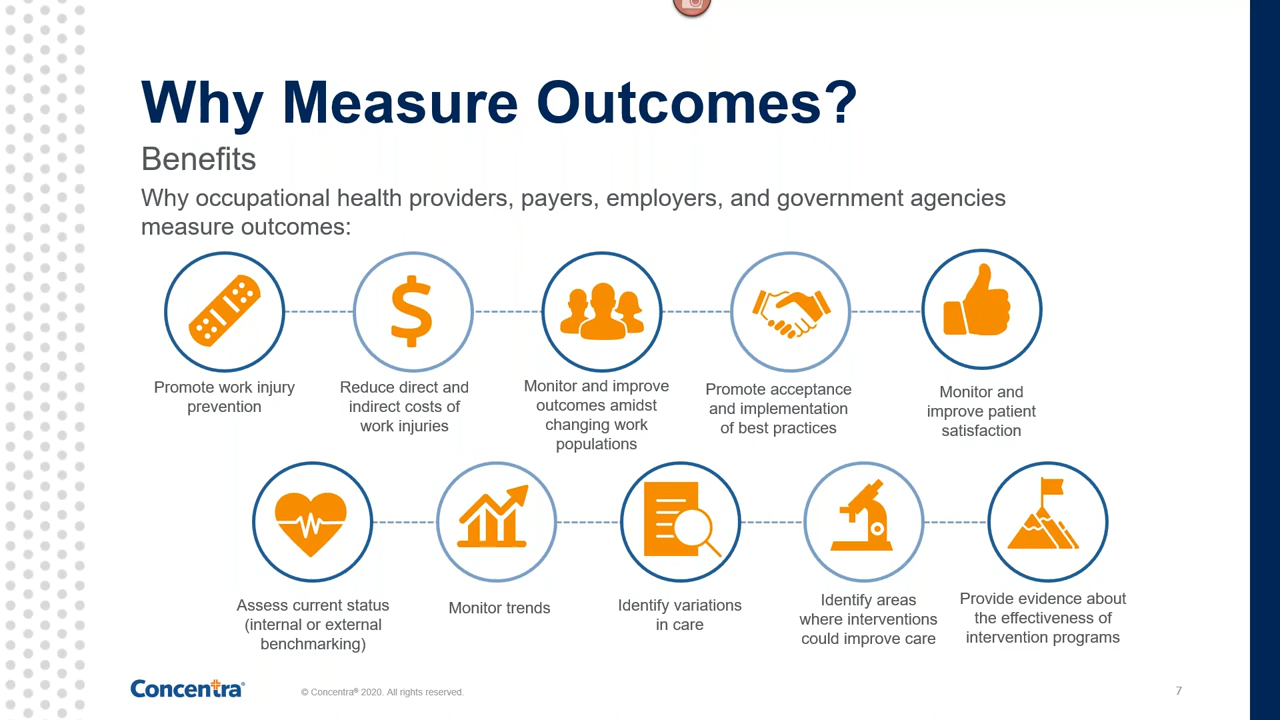 Why Measure Outcomes?
Benefits
Why occupational health providers, payers, employers, and government agencies
measure outcomes:
$
Promote work injury
prevention
Reduce direct and
indirect costs of
work injuries
Monitor and improve
outcomes amidst
changing work
populations
Promote acceptance
and implementation
of best practices
Monitor and
improve patient
satisfaction
Assess current status
(internal or external
benchmarking)
Monitor trends
Identify variations
in care
Identify areas
where interventions
could improve care
Provide evidence about
the effectiveness of
intervention programs
Concentra®
© Concentra® 2020. All rights reserved.
7